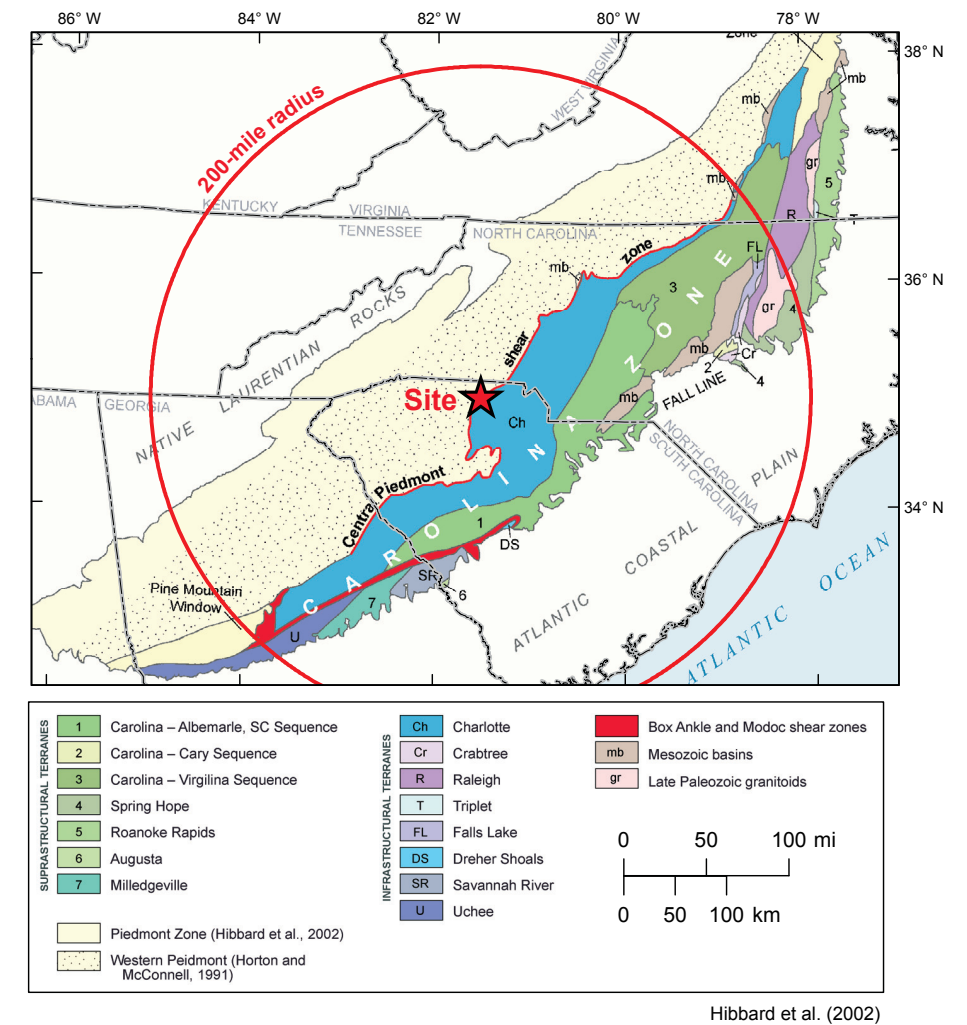 86° W
84° W
82° W
80° W
78° W
38° N
36° N
34° N
Zone
mb
mb
WEST VIRGINIA
200-mile radius
gr
mb
5
KENTUCKY
VIRGINIA
R
TENNESSEE
NORTH CAROLINA
zone
FL
mb
3
ROCKS
gr
4
shear
LAURENTIAN
mb
Cr
2
4
Site
FALL LINE
mb
ABAMA
GEORGIA
Ch
NATIVE
NORTH CAROLINA
SOUTH CAROLINA
PLAIN
Central Piedmont
CAROLINA ZONE
1
DS
COASTAL
SR
6
OCEAN
Pine Mountain
Window
7
ATLANTIC
U
ATLANTIC
SUPRASTRUCTURAL TERRANES
1 Carolina – Albemarle, SC Sequence
2 Carolina – Cary Sequence
3 Carolina – Virgilina Sequence
4 Spring Hope
5 Roanoke Rapids
6 Augusta
7 Milledgeville
Piedmont Zone (Hibbard et al., 2002)
Western Peidmont (Horton and
McConnell, 1991)
INFRASTRUCTURAL TERRANES
Ch Charlotte
Cr Crabtree
R Raleigh
T Triplet
FL Falls Lake
DS Dreher Shoals
SR Savannah River
U Uchee
Box Ankle and Modoc shear zones
mb Mesozoic basins
gr Late Paleozoic granitoids
0 50 100 mi
0 50 100 km
Hibbard et al. (2002)